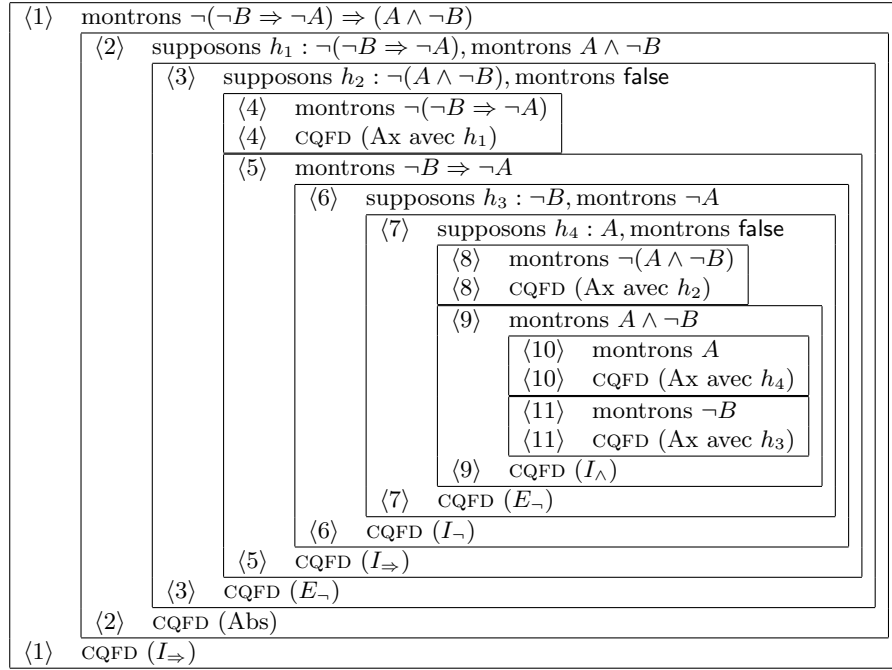 ⟨1⟩ montrons ¬(¬B ⇒ ¬A) ⇒ (A ∧ ¬B)
⟨2⟩ supposons h₁ : ¬(¬B ⇒ ¬A), montrons A ∧ ¬B
⟨3⟩ supposons h₂ : ¬(A ∧ ¬B), montrons false
⟨4⟩ montrons ¬(¬B ⇒ ¬A)
⟨4⟩ CQFD (Ax avec h₁)
⟨5⟩ montrons ¬B ⇒ ¬A
⟨6⟩ supposons h₃ : ¬B, montrons ¬A
⟨7⟩ supposons h₄ : A, montrons false
⟨8⟩ montrons ¬(A ∧ ¬B)
⟨8⟩ CQFD (Ax avec h₂)
⟨9⟩ montrons A ∧ ¬B
⟨10⟩ montrons A
⟨10⟩ CQFD (Ax avec h₄)
⟨11⟩ montrons ¬B
⟨11⟩ CQFD (Ax avec h₃)
⟨9⟩ CQFD (I∧)
⟨7⟩ CQFD (E¬)
⟨6⟩ CQFD (I¬)
⟨5⟩ CQFD (I⇒)
⟨3⟩ CQFD (E¬)
⟨2⟩ CQFD (Abs)
⟨1⟩ CQFD (I⇒)